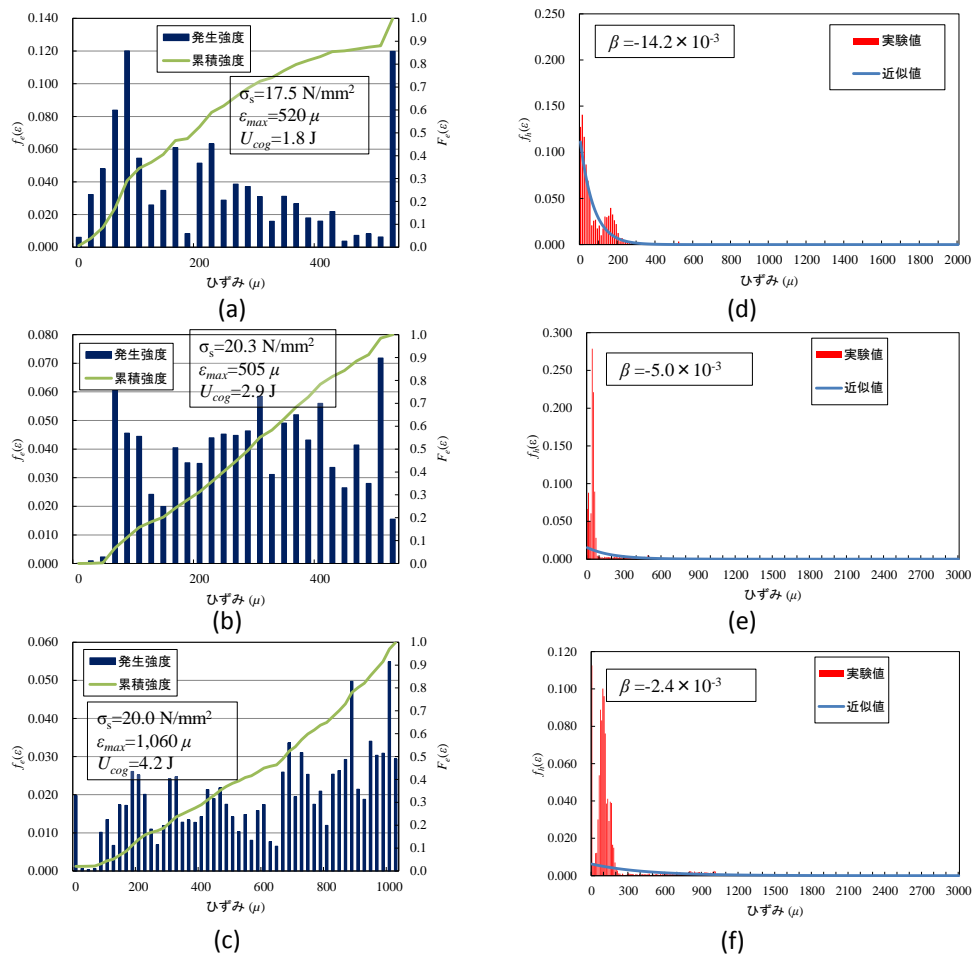 0.140
0.120
0.100
0.080
0.060
0.040
0.020
0.000
fe(ε)
発生強度
累積強度
σs=17.5 N/mm²
εmax=520 μ
Ucog=1.8 J
1.0
0.9
0.8
0.7
0.6
0.5
0.4
0.3
0.2
0.1
0.0
Fe(ε)
0 200 400
ひずみ (μ)
(a)
0.250
0.200
0.150
0.100
0.050
0.000
fh(ε)
β =-14.2×10⁻³
実験値
近似値
0 200 400 600 800 1000 1200 1400 1600 1800 2000
ひずみ (μ)
(d)
0.080
0.070
0.060
0.050
0.040
0.030
0.020
0.010
0.000
fe(ε)
発生強度
累積強度
σs=20.3 N/mm²
εmax=505 μ
Ucog=2.9 J
1.0
0.9
0.8
0.7
0.6
0.5
0.4
0.3
0.2
0.1
0.0
Fe(ε)
0 200 400
ひずみ (μ)
(b)
0.300
0.250
0.200
0.150
0.100
0.050
0.000
fh(ε)
β =-5.0×10⁻³
実験値
近似値
0 300 600 900 1200 1500 1800 2100 2400 2700 3000
ひずみ (μ)
(e)
0.060
0.050
0.040
0.030
0.020
0.010
0.000
fe(ε)
発生強度
累積強度
σs=20.0 N/mm²
εmax=1,060 μ
Ucog=4.2 J
1.0
0.9
0.8
0.7
0.6
0.5
0.4
0.3
0.2
0.1
0.0
Fe(ε)
0 200 400 600 800 1000
ひずみ (μ)
(c)
0.120
0.100
0.080
0.060
0.040
0.020
0.000
fh(ε)
β =-2.4×10⁻³
実験値
近似値
0 300 600 900 1200 1500 1800 2100 2400 2700 3000
ひずみ (μ)
(f)